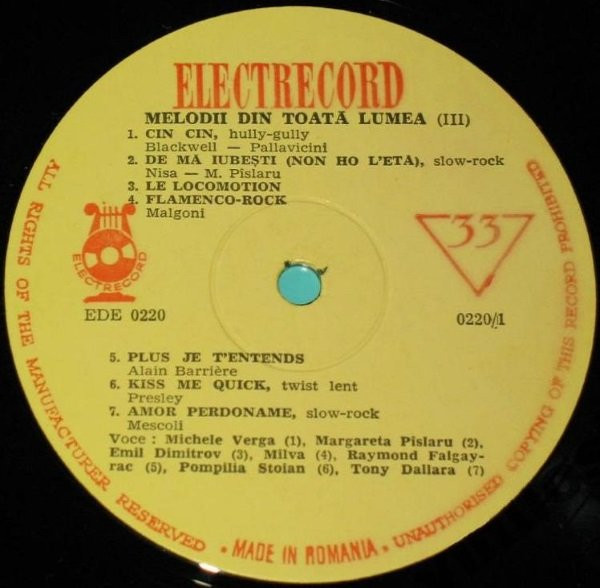 ELECTRECORD
MELODII DIN TOATĂ LUMEA (III)
1. CIN CIN, hully-gully
Blackwell — Pallavicini
2. DE MĂ IUBEȘTI (NON HO L'ETÀ), slow-rock
Nisa — M. Pîslaru
3. LE LOCOMOTION
4. FLAMENCO-ROCK
Malgoni
ELECTRECORD
33
EDE 0220
0220/1
5. PLUS JE T'ENTENDS
Alain Barrière
6. KISS ME QUICK, twist lent
Presley
7. AMOR PERDONAME, slow-rock
Mescoli
Voce : Michele Verga (1), Margareta Pîslaru (2),
Emil Dimitrov (3), Milva (4), Raymond Falgay-
rac (5), Pompilia Stoian (6), Tony Dallara (7)
ALL RIGHTS OF THE MANUFACTURER RESERVED • MADE IN ROMANIA • UNAUTHORISED COPYING OF THIS RECORD PROHIBITED